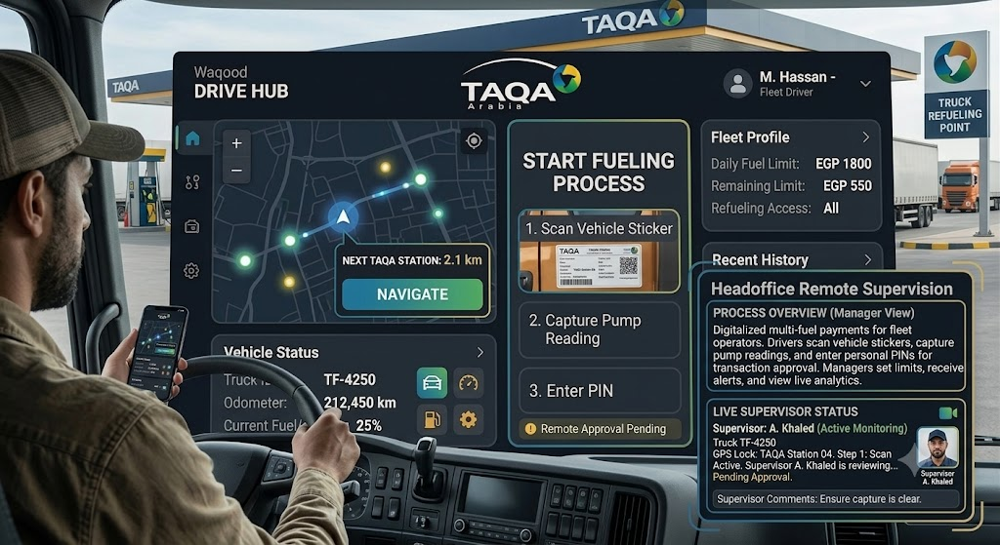 TAQA
TAQA
TRUCK
REFUELING
POINT
Waqood
DRIVE HUB
TAQA
Arabia
M. Hassan -
Fleet Driver
+
−
NEXT TAQA STATION: 2.1 km
NAVIGATE
Vehicle Status
Truck
TF-4250
Odometer:
212,450 km
Current Fuel
25%
START FUELING
PROCESS
1. Scan Vehicle Sticker
TAQA
2. Capture Pump
Reading
3. Enter PIN
Remote Approval Pending
Fleet Profile
Daily Fuel Limit: EGP 1800
Remaining Limit: EGP 550
Refueling Access: All
Recent History
Headoffice Remote Supervision
PROCESS OVERVIEW (Manager View)
Digitalized multi-fuel payments for fleet
operators. Drivers scan vehicle stickers, capture
pump readings, and enter personal PINs for
transaction approval. Managers set limits, receive
alerts, and view live analytics.
LIVE SUPERVISOR STATUS
Supervisor: A. Khaled (Active Monitoring)
Truck TF-4250
GPS Lock: TAQA Station 04. Step 1: Scan
Active. Supervisor A. Khaled is reviewing...
Pending Approval.
Supervisor
A. Khaled
Supervisor Comments: Ensure capture is clear.